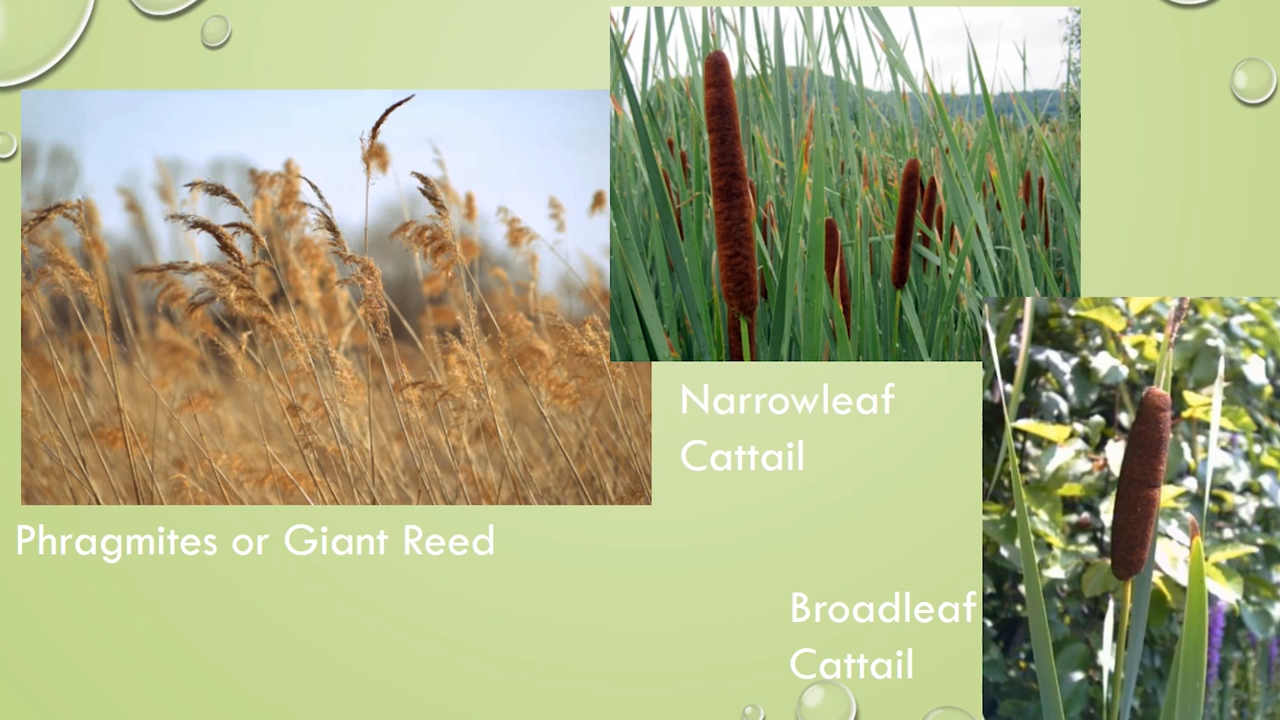 Narrowleaf
Cattail
Phragmites or Giant Reed
Broadleaf
Cattail